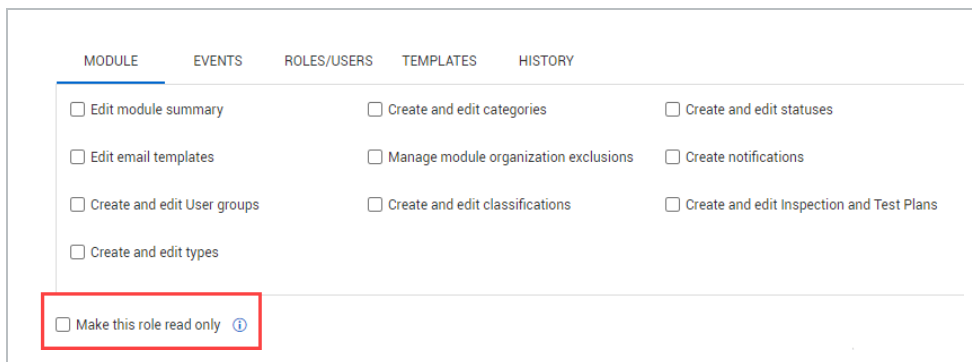 MODULE EVENTS ROLES/USERS TEMPLATES HISTORY
Edit module summary Create and edit categories Create and edit statuses
Edit email templates Manage module organization exclusions Create notifications
Create and edit User groups Create and edit classifications Create and edit Inspection and Test Plans
Create and edit types
Make this role read only